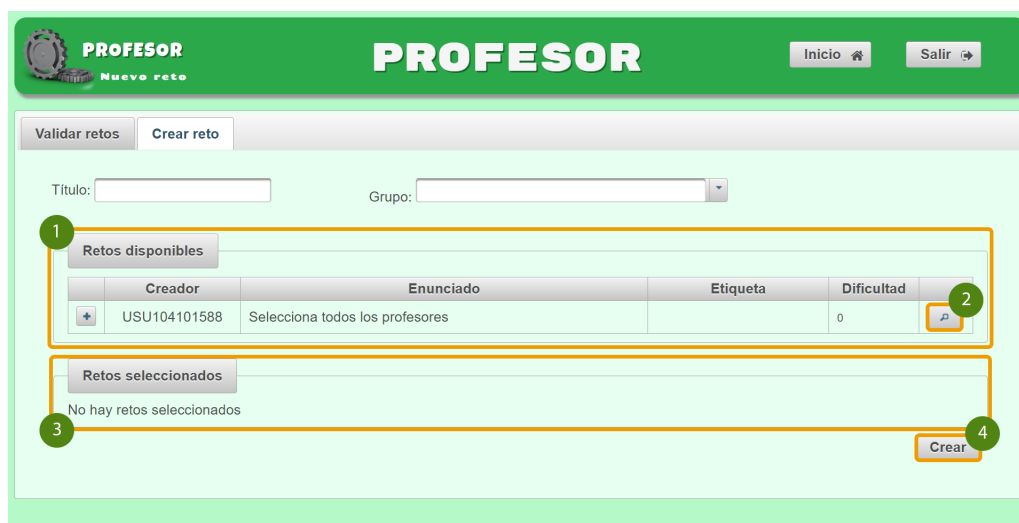 PROFESOR
Nuevo reto
PROFESOR
Inicio
Salir
Validar retos
Crear reto
Título:
Grupo:
1
Retos disponibles
Creador Enunciado Etiqueta Dificultad
2
+ USU104101588 Selecciona todos los profesores 0
Retos seleccionados
No hay retos seleccionados
3
4
Crear